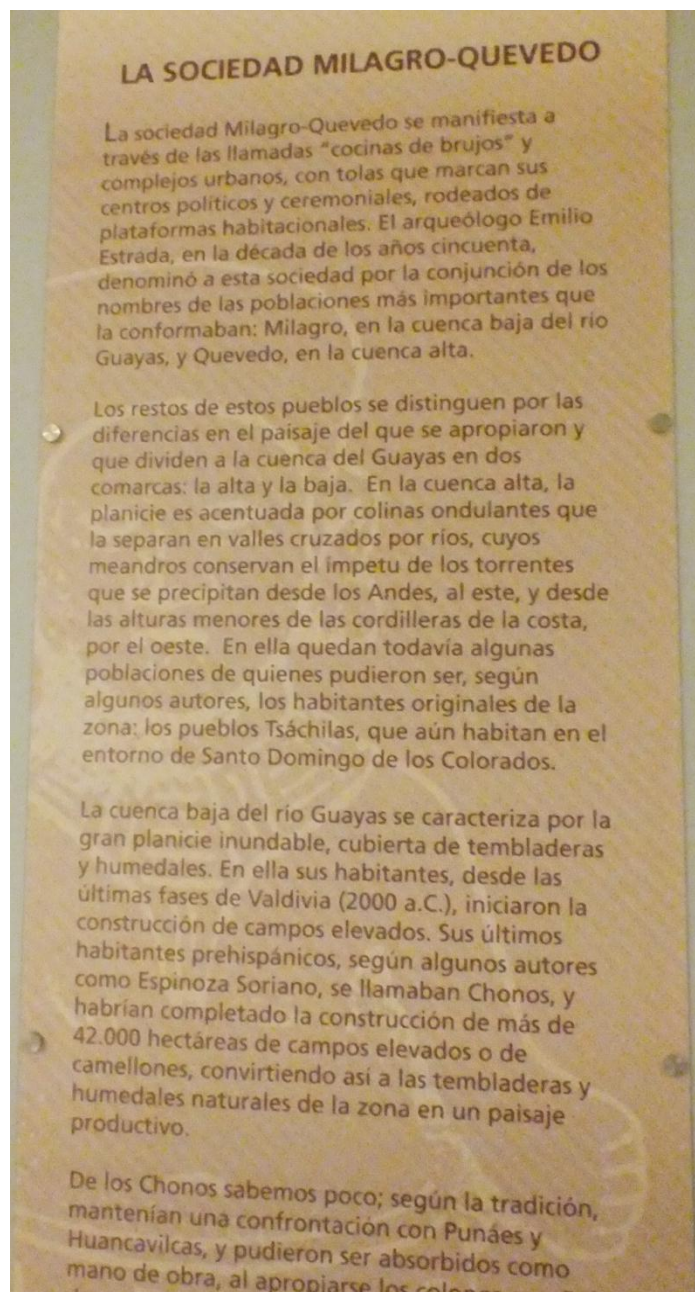 LA SOCIEDAD MILAGRO-QUEVEDO
La sociedad Milagro-Quevedo se manifiesta a
través de las llamadas "cocinas de brujos" y
complejos urbanos, con tolas que marcan sus
centros políticos y ceremoniales, rodeados de
plataformas habitacionales. El arqueólogo Emilio
Estrada, en la década de los años cincuenta,
denominó a esta sociedad por la conjunción de los
nombres de las poblaciones más importantes que
la conformaban: Milagro, en la cuenca baja del río
Guayas, y Quevedo, en la cuenca alta.
Los restos de estos pueblos se distinguen por las
diferencias en el paisaje del que se apropiaron y
que dividen a la cuenca del Guayas en dos
comarcas: la alta y la baja. En la cuenca alta, la
planicie es acentuada por colinas ondulantes que
la separan en valles cruzados por ríos, cuyos
meandros conservan el ímpetu de los torrentes
que se precipitan desde los Andes, al este, y desde
las alturas menores de las cordilleras de la costa,
por el oeste. En ella quedan todavía algunas
poblaciones de quienes pudieron ser, según
algunos autores, los habitantes originales de la
zona: los pueblos Tsáchilas, que aún habitan en el
entorno de Santo Domingo de los Colorados.
La cuenca baja del río Guayas se caracteriza por la
gran planicie inundable, cubierta de tembladeras
y humedales. En ella sus habitantes, desde las
últimas fases de Valdivia (2000 a.C.), iniciaron la
construcción de campos elevados. Sus últimos
habitantes prehispánicos, según algunos autores
como Espinoza Soriano, se llamaban Chonos, y
habrían completado la construcción de más de
42.000 hectáreas de campos elevados o de
camellones, convirtiendo así a las tembladeras y
humedales naturales de la zona en un paisaje
productivo.
De los Chonos sabemos poco; según la tradición,
mantenían una confrontación con Punáes y
Huancavilcas, y pudieron ser absorbidos como
mano de obra, al apropiarse los